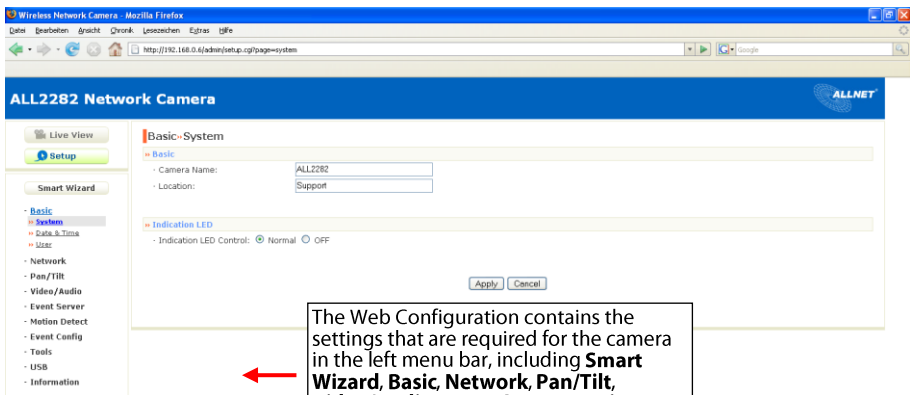 Wireless Network Camera - Mozilla Firefox
Datei Bearbeiten Ansicht Chronik Lesezeichen Extras Hilfe
http://192.168.0.6/admin/setup.cgi?page=system
Google
ALL2282 Network Camera
ALLNET
Live View
Setup
Smart Wizard
- Basic
» System
» Date & Time
» User
- Network
- Pan/Tilt
- Video/Audio
- Event Server
- Motion Detect
- Event Config
- Tools
- USB
- Information
Basic»System
» Basic
· Camera Name: ALL2282
· Location: Support
» Indication LED
· Indication LED Control: Normal OFF
Apply Cancel
The Web Configuration contains the
settings that are required for the camera
in the left menu bar, including Smart
Wizard, Basic, Network, Pan/Tilt,